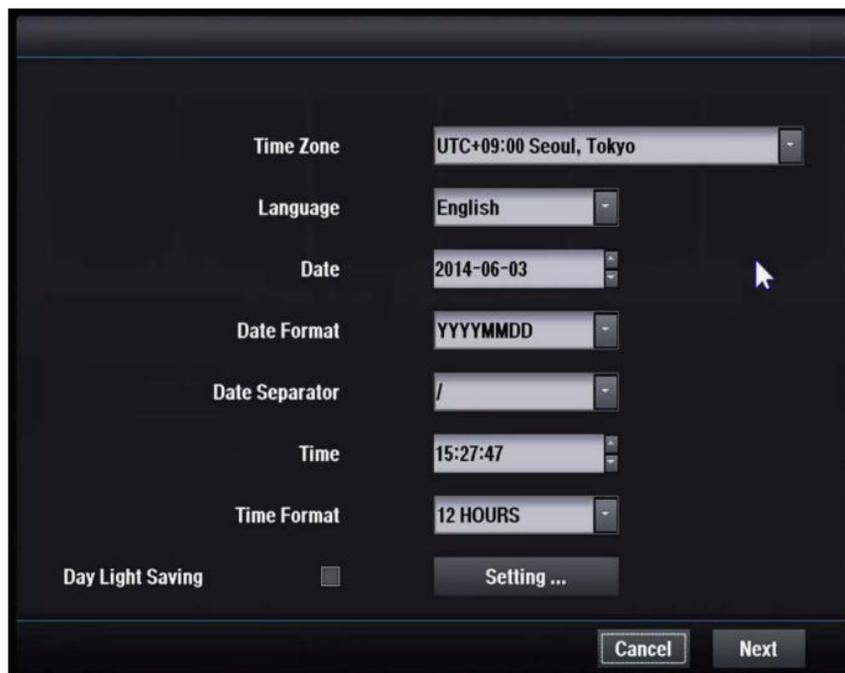 Time Zone UTC+09:00 Seoul, Tokyo
Language English
Date 2014-06-03
Date Format YYYYMMDD
Date Separator /
Time 15:27:47
Time Format 12 HOURS
Day Light Saving Setting ...
Cancel Next